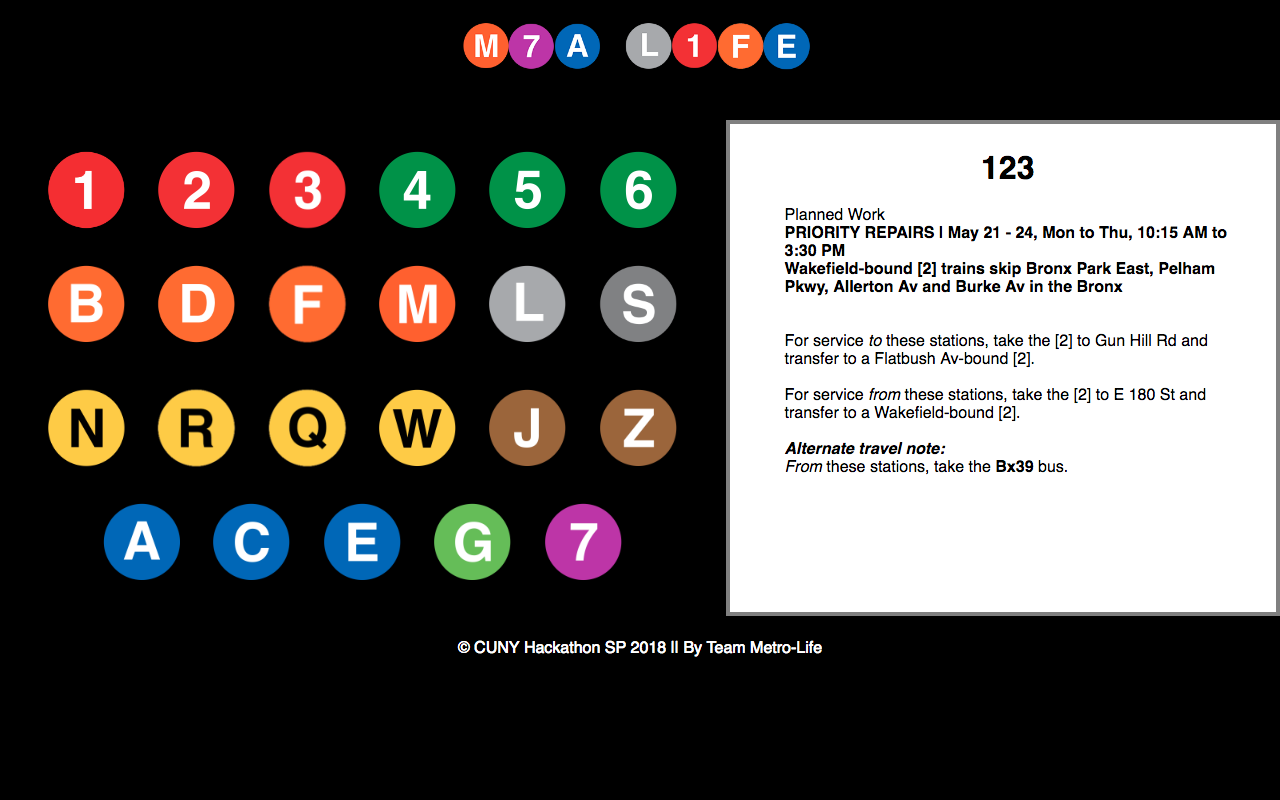 M7A L1FE
1 2 3 4 5 6
B D F M L S
N R Q W J Z
A C E G 7
123
Planned Work
PRIORITY REPAIRS | May 21 - 24, Mon to Thu, 10:15 AM to
3:30 PM
Wakefield-bound [2] trains skip Bronx Park East, Pelham
Pkwy, Allerton Av and Burke Av in the Bronx
For service to these stations, take the [2] to Gun Hill Rd and
transfer to a Flatbush Av-bound [2].
For service from these stations, take the [2] to E 180 St and
transfer to a Wakefield-bound [2].
Alternate travel note:
From these stations, take the Bx39 bus.
© CUNY Hackathon SP 2018 || By Team Metro-Life